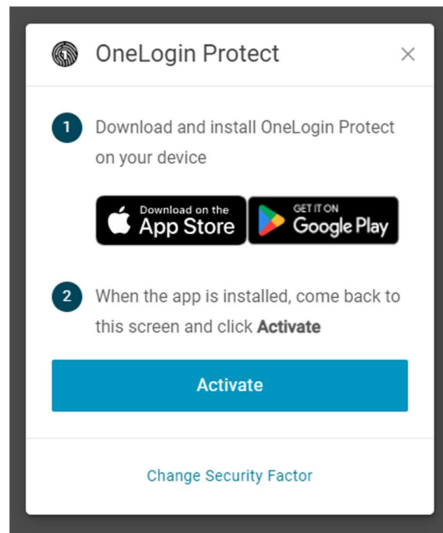 OneLogin Protect
1
Download and install OneLogin Protect
on your device
Download on the
App Store
GET IT ON
Google Play
2
When the app is installed, come back to
this screen and click Activate
Activate
Change Security Factor